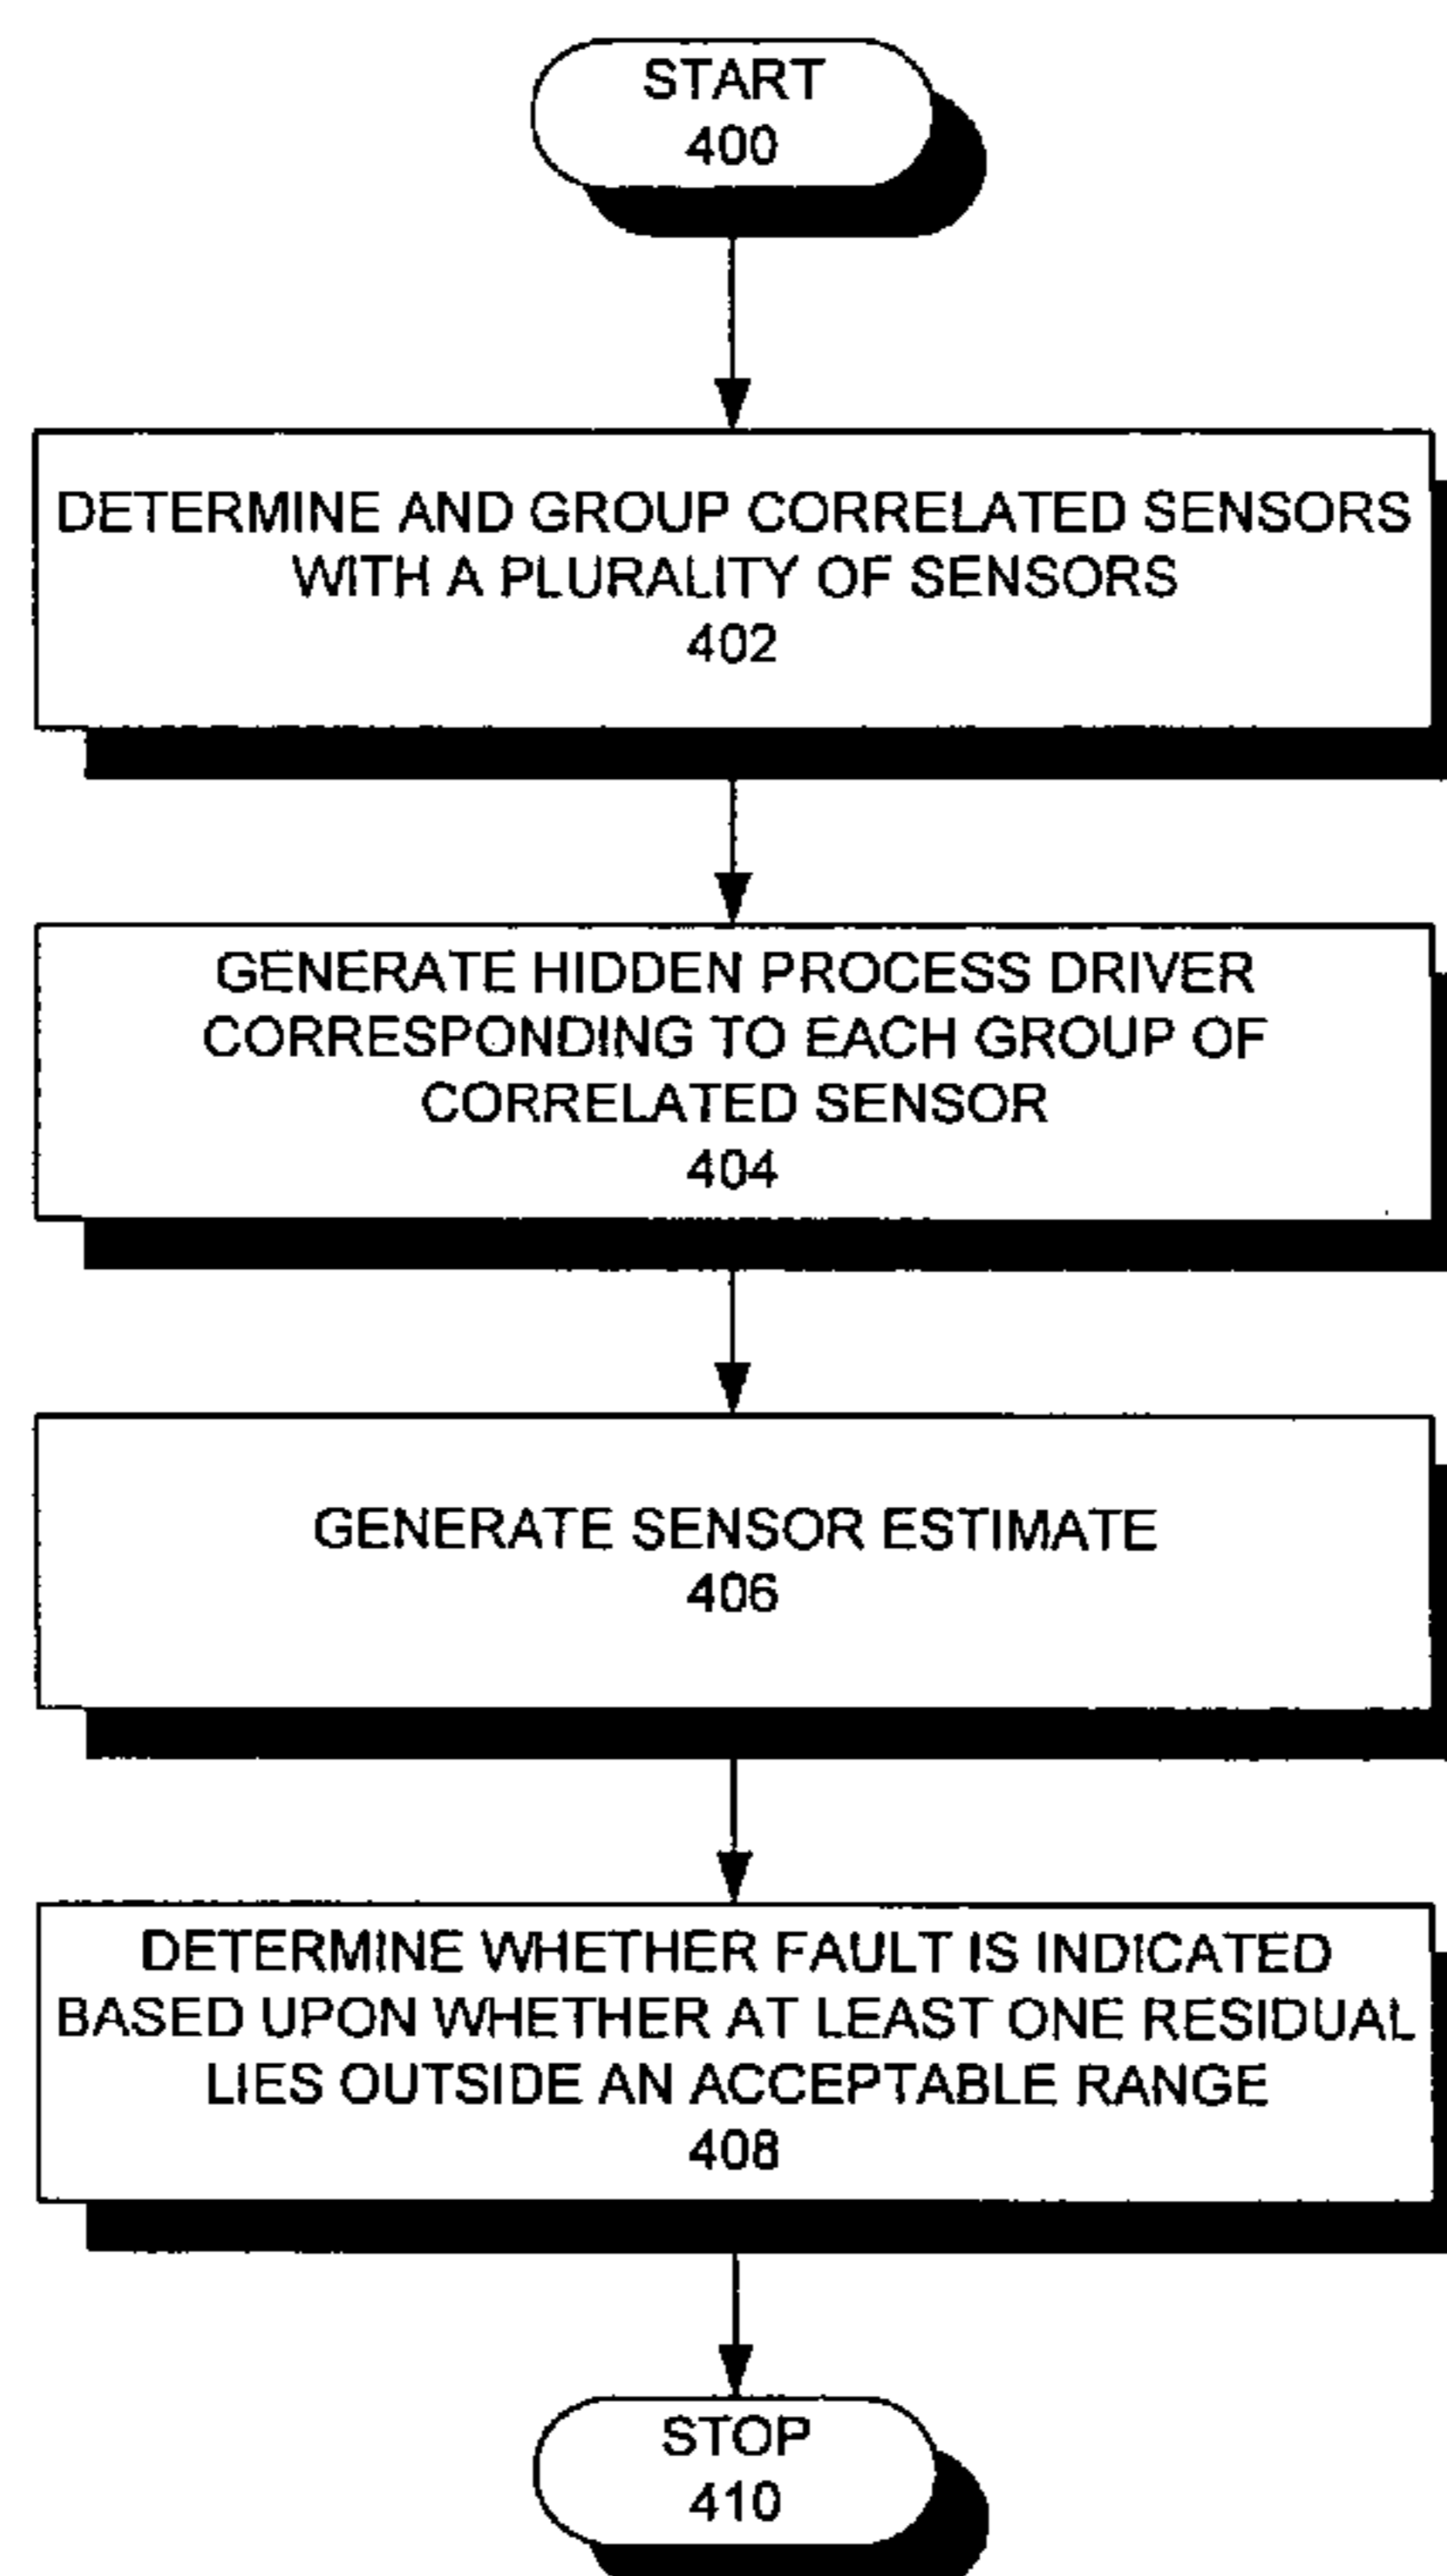 START
400
DETERMINE AND GROUP CORRELATED SENSORS
WITH A PLURALITY OF SENSORS
402
GENERATE HIDDEN PROCESS DRIVER
CORRESPONDING TO EACH GROUP OF
CORRELATED SENSOR
404
GENERATE SENSOR ESTIMATE
406
DETERMINE WHETHER FAULT IS INDICATED
BASED UPON WHETHER AT LEAST ONE RESIDUAL
LIES OUTSIDE AN ACCEPTABLE RANGE
408
STOP
410